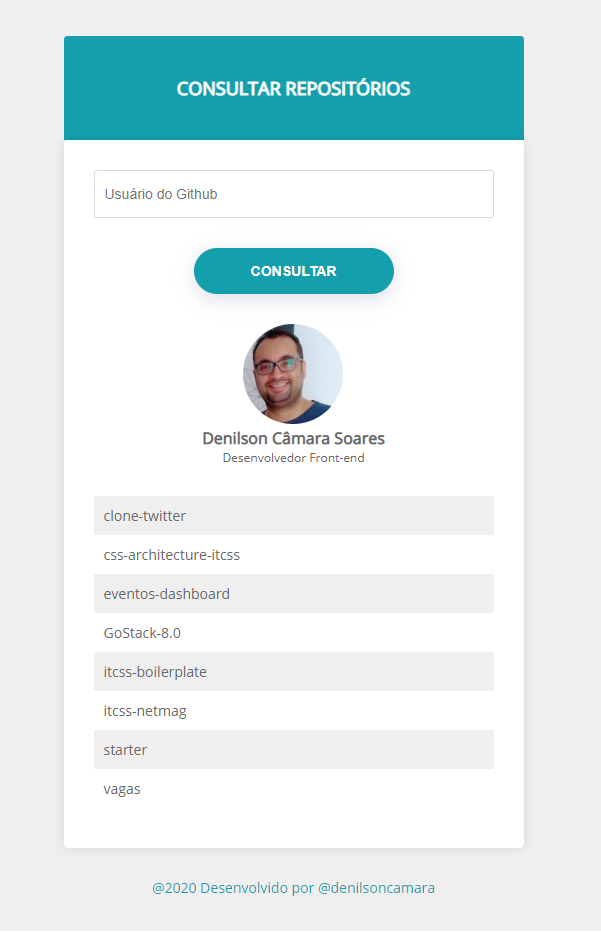 CONSULTAR REPOSITÓRIOS
Usuário do Github
CONSULTAR
Denilson Câmara Soares
Desenvolvedor Front-end
clone-twitter
css-architecture-itcss
eventos-dashboard
GoStack-8.0
itcss-boilerplate
itcss-netmag
starter
vagas
@2020 Desenvolvido por @denilsoncamara